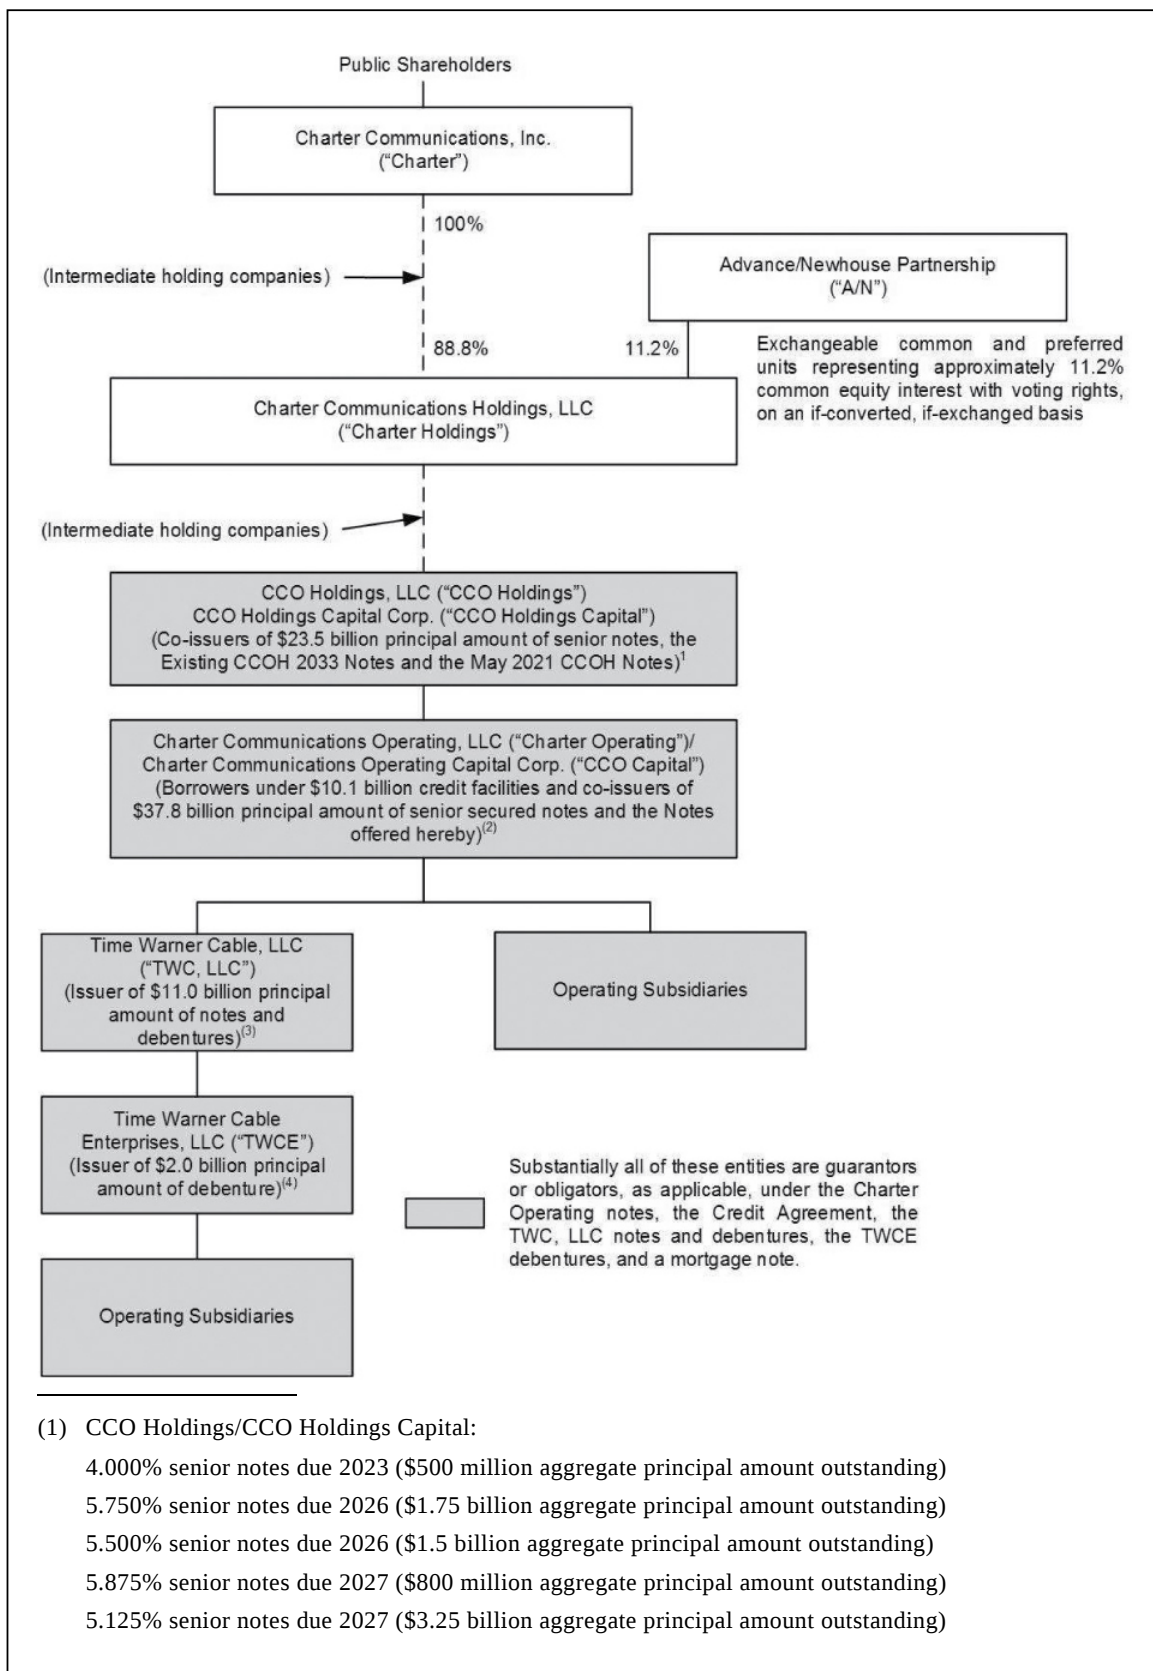 Public Shareholders
Charter Communications, Inc.
(“Charter”)
100%
(Intermediate holding companies)
Advance/Newhouse Partnership
(“A/N”)
88.8%
11.2%
Exchangeable common and preferred
units representing approximately 11.2%
common equity interest with voting rights,
on an if-converted, if-exchanged basis
Charter Communications Holdings, LLC
(“Charter Holdings”)
(Intermediate holding companies)
CCO Holdings, LLC (“CCO Holdings”)
CCO Holdings Capital Corp. (“CCO Holdings Capital”)
(Co-issuers of $23.5 billion principal amount of senior notes, the
Existing CCOH 2033 Notes and the May 2021 CCOH Notes)1
Charter Communications Operating, LLC (“Charter Operating”)/
Charter Communications Operating Capital Corp. (“CCO Capital”)
(Borrowers under $10.1 billion credit facilities and co-issuers of
$37.8 billion principal amount of senior secured notes and the Notes
offered hereby)(2)
Time Warner Cable, LLC
(“TWC, LLC”)
(Issuer of $11.0 billion principal
amount of notes and
debentures)(3)
Operating Subsidiaries
Time Warner Cable
Enterprises, LLC (“TWCE”)
(Issuer of $2.0 billion principal
amount of debenture)(4)
Substantially all of these entities are guarantors
or obligators, as applicable, under the Charter
Operating notes, the Credit Agreement, the
TWC, LLC notes and debentures, the TWCE
debentures, and a mortgage note.
Operating Subsidiaries
(1) CCO Holdings/CCO Holdings Capital:
4.000% senior notes due 2023 ($500 million aggregate principal amount outstanding)
5.750% senior notes due 2026 ($1.75 billion aggregate principal amount outstanding)
5.500% senior notes due 2026 ($1.5 billion aggregate principal amount outstanding)
5.875% senior notes due 2027 ($800 million aggregate principal amount outstanding)
5.125% senior notes due 2027 ($3.25 billion aggregate principal amount outstanding)